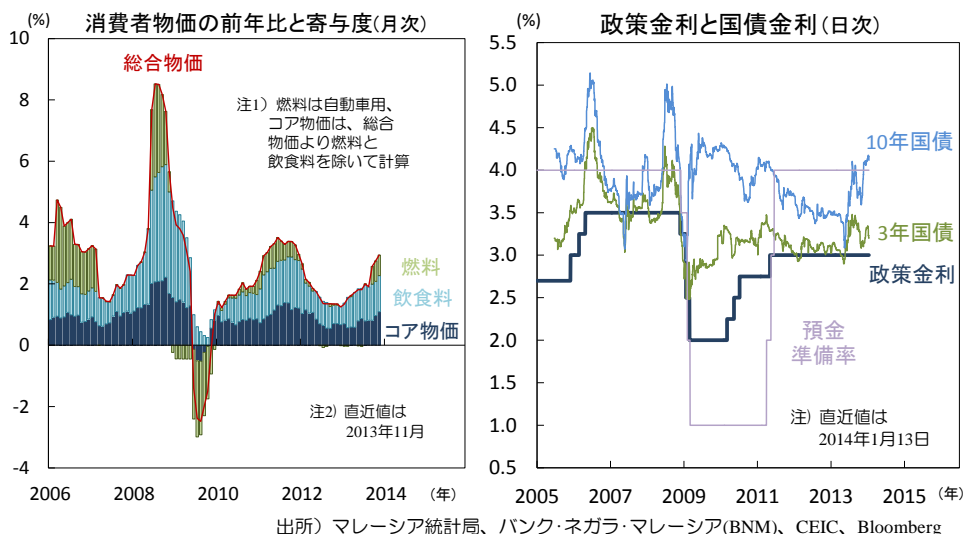 消費者物価の前年比と寄与度(月次)
(%)
10
8
6
4
2
0
-2
-4
総合物価
注1) 燃料は自動車用、
コア物価は、総合
物価より燃料と
飲食料を除いて計算
燃料
飲食料
コア物価
注2) 直近値は
2013年11月
2006
2008
2010
2012
2014
(年)
政策金利と国債金利(日次)
(%)
5.5
5.0
4.5
4.0
3.5
3.0
2.5
2.0
1.5
1.0
0.5
10年国債
3年国債
政策金利
預金
準備率
注) 直近値は
2014年1月13日
2005
2007
2009
2011
2013
2015
(年)
出所) マレーシア統計局、バンク・ネガラ・マレーシア(BNM)、CEIC、Bloomberg